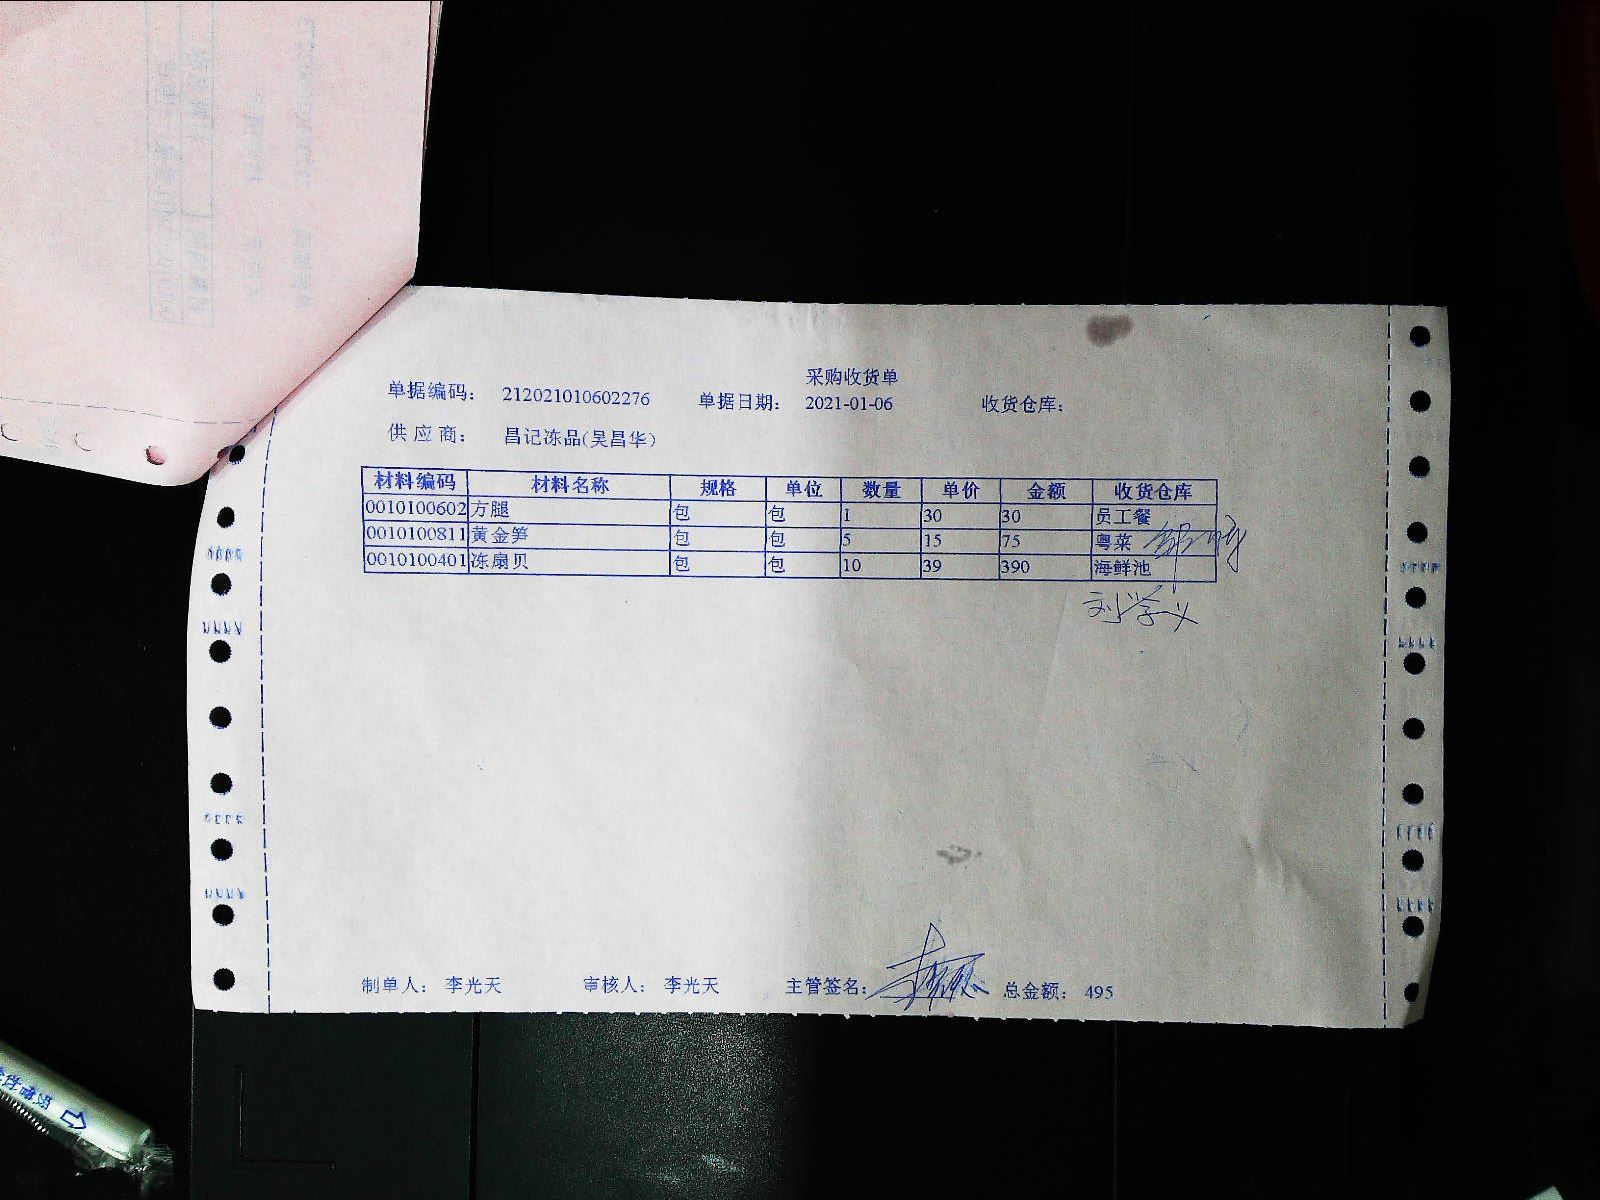 采购收货单
单据编码： 212021010602276 单据日期： 2021-01-06 收货仓库：
供 应 商： 昌记冻品(吴昌华)
材料编码 材料名称 规格 单位 数量 单价 金额 收货仓库
0010100602 方腿 包 包 1 30 30 员工餐
0010100811 黄金笋 包 包 5 15 75 粤菜
0010100401 冻扇贝 包 包 10 39 390 海鲜池
刘学义
制单人： 李光天 审核人： 李光天 主管签名： 总金额： 495